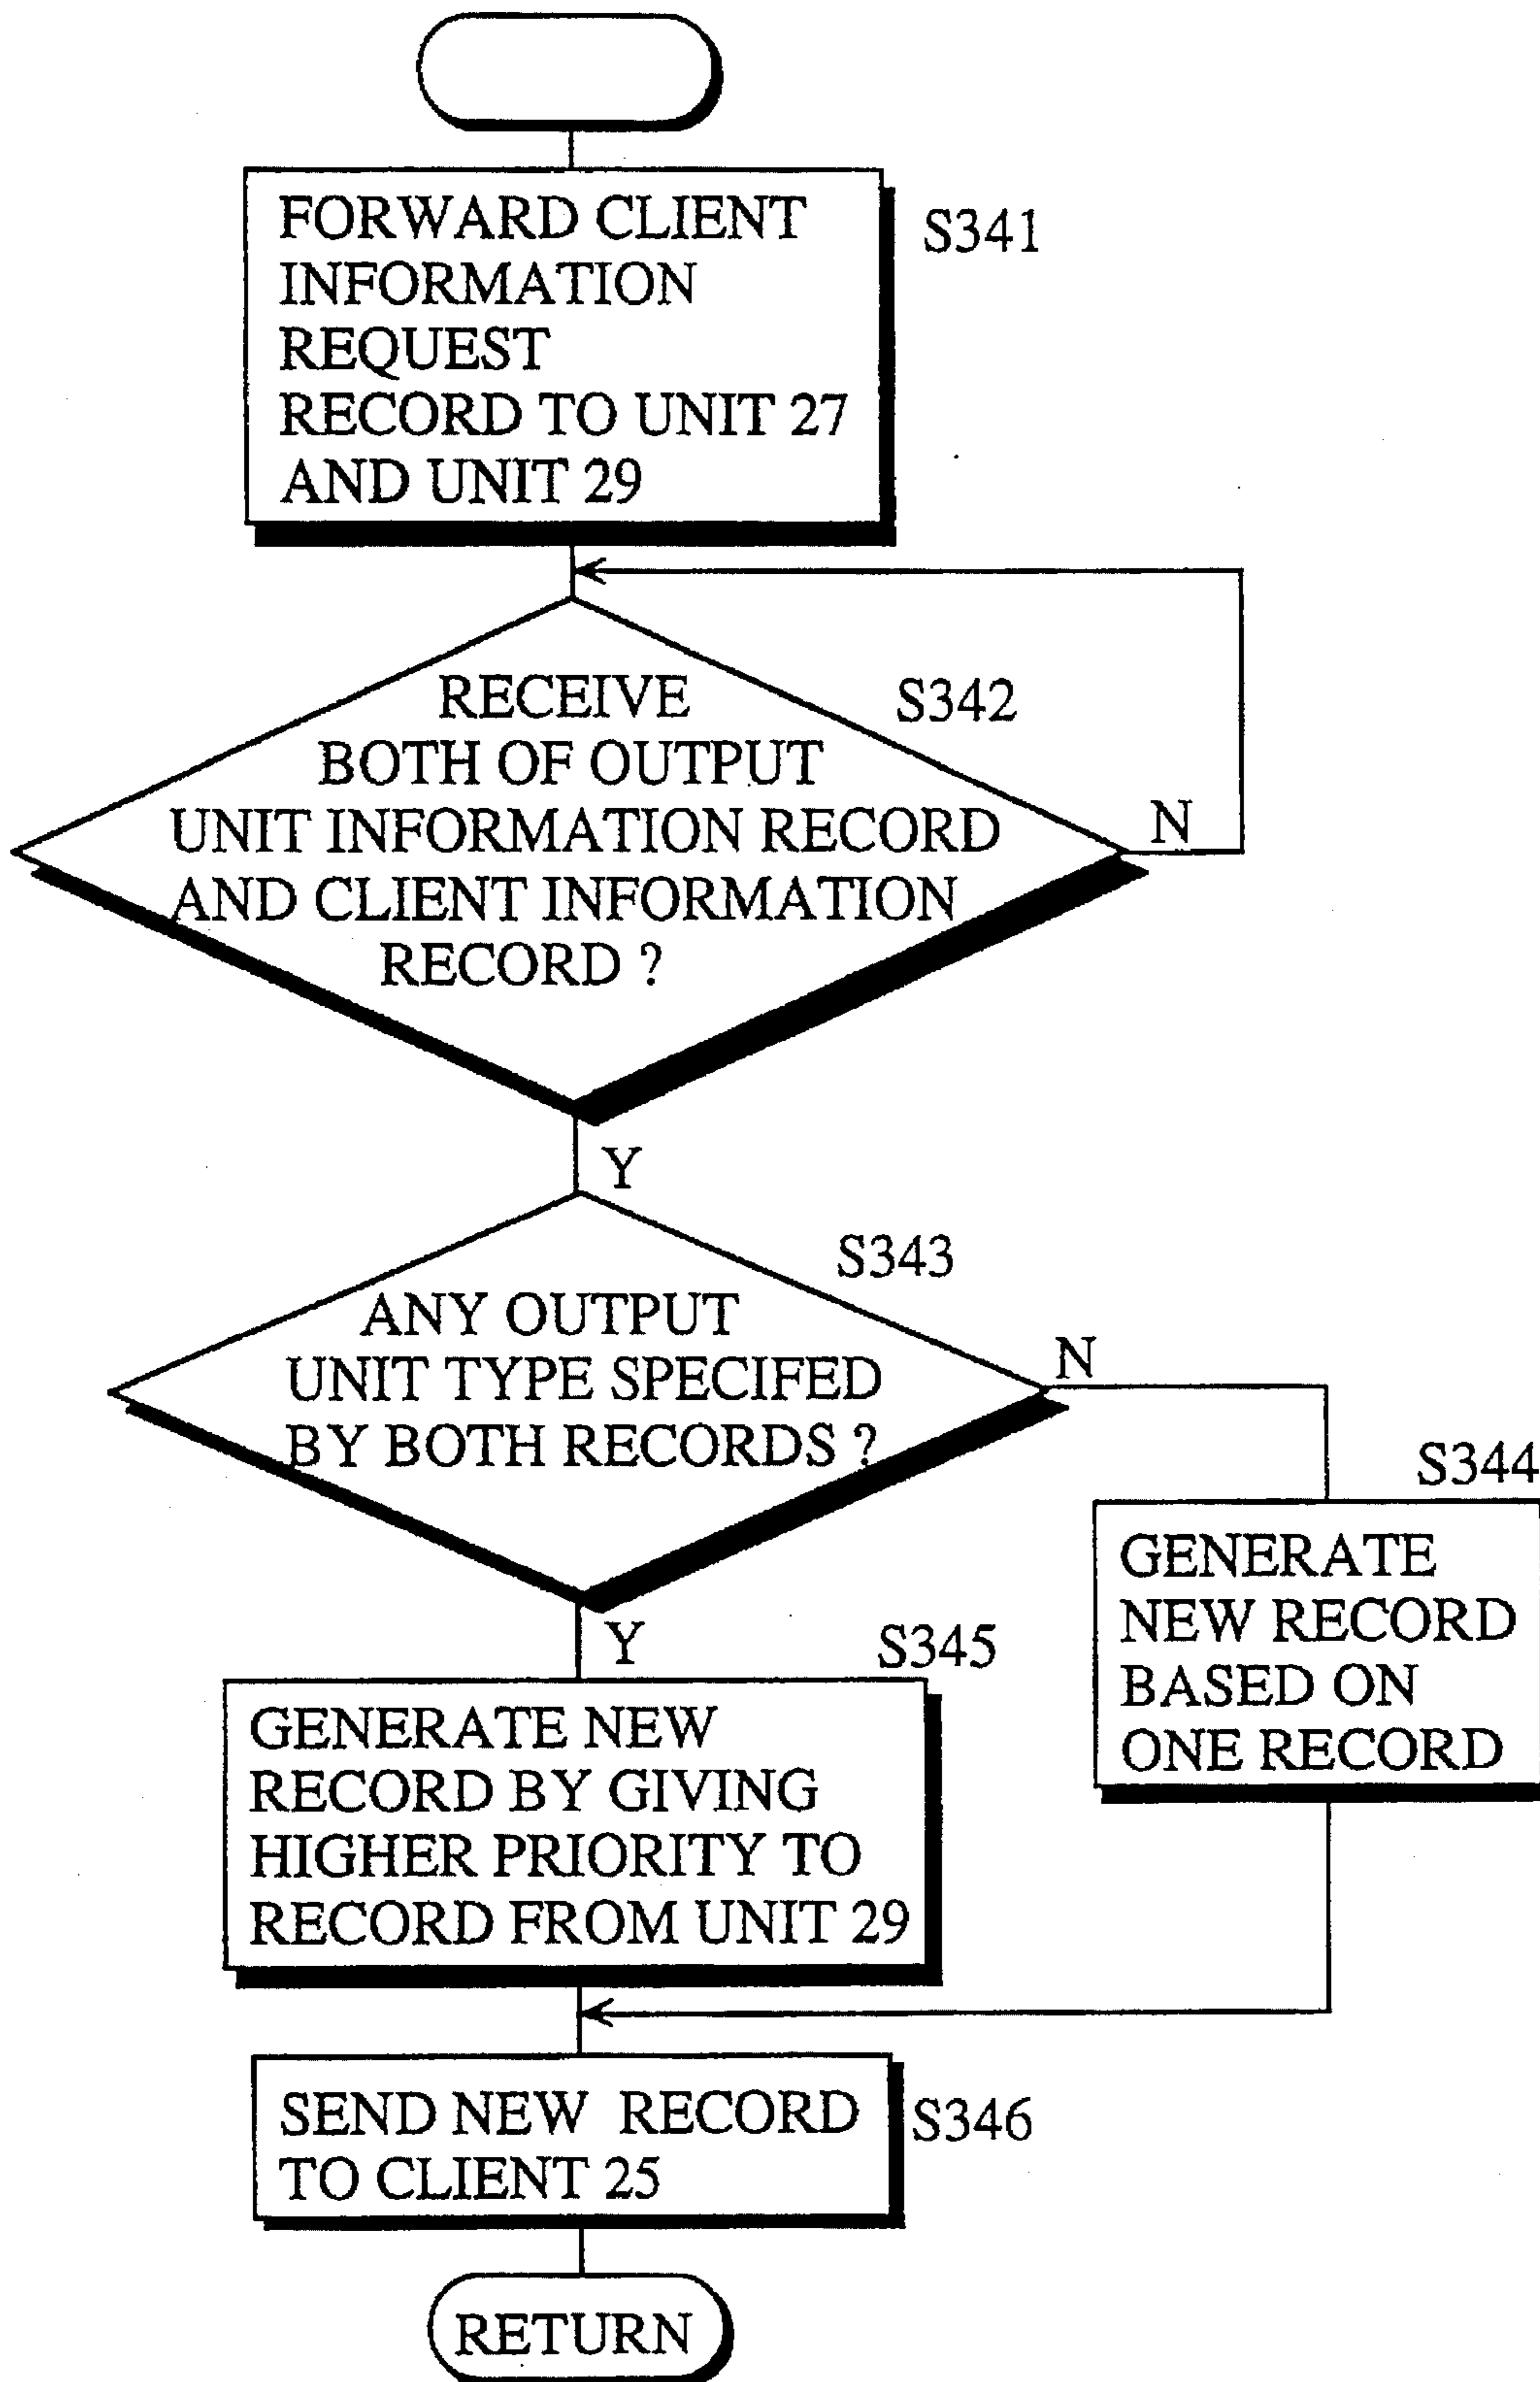 FORWARD CLIENT
INFORMATION
REQUEST
RECORD TO UNIT 27
AND UNIT 29
S341
RECEIVE
BOTH OF OUTPUT
UNIT INFORMATION RECORD
AND CLIENT INFORMATION
RECORD ?
S342
N
Y
S343
ANY OUTPUT
UNIT TYPE SPECIFED
BY BOTH RECORDS ?
N
S344
GENERATE
NEW RECORD
BASED ON
ONE RECORD
Y
S345
GENERATE NEW
RECORD BY GIVING
HIGHER PRIORITY TO
RECORD FROM UNIT 29
SEND NEW RECORD
TO CLIENT 25
S346
RETURN